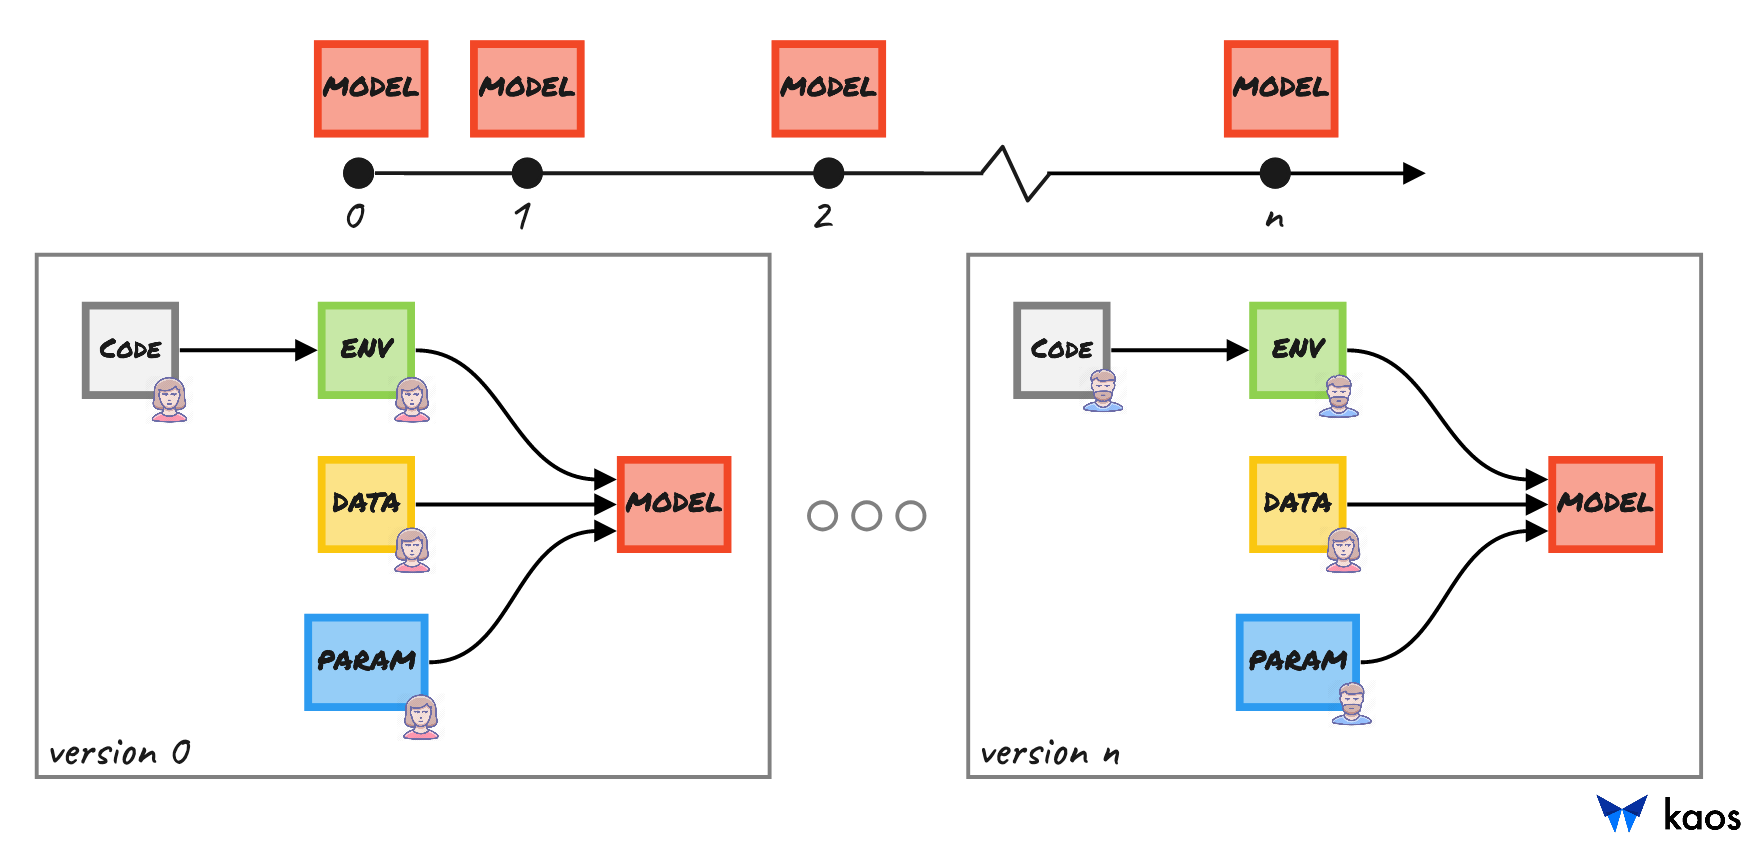 MODEL MODEL MODEL MODEL
0 1 2 n
CODE ENV
DATA MODEL
PARAM
version 0
CODE ENV
DATA MODEL
PARAM
version n
kaos